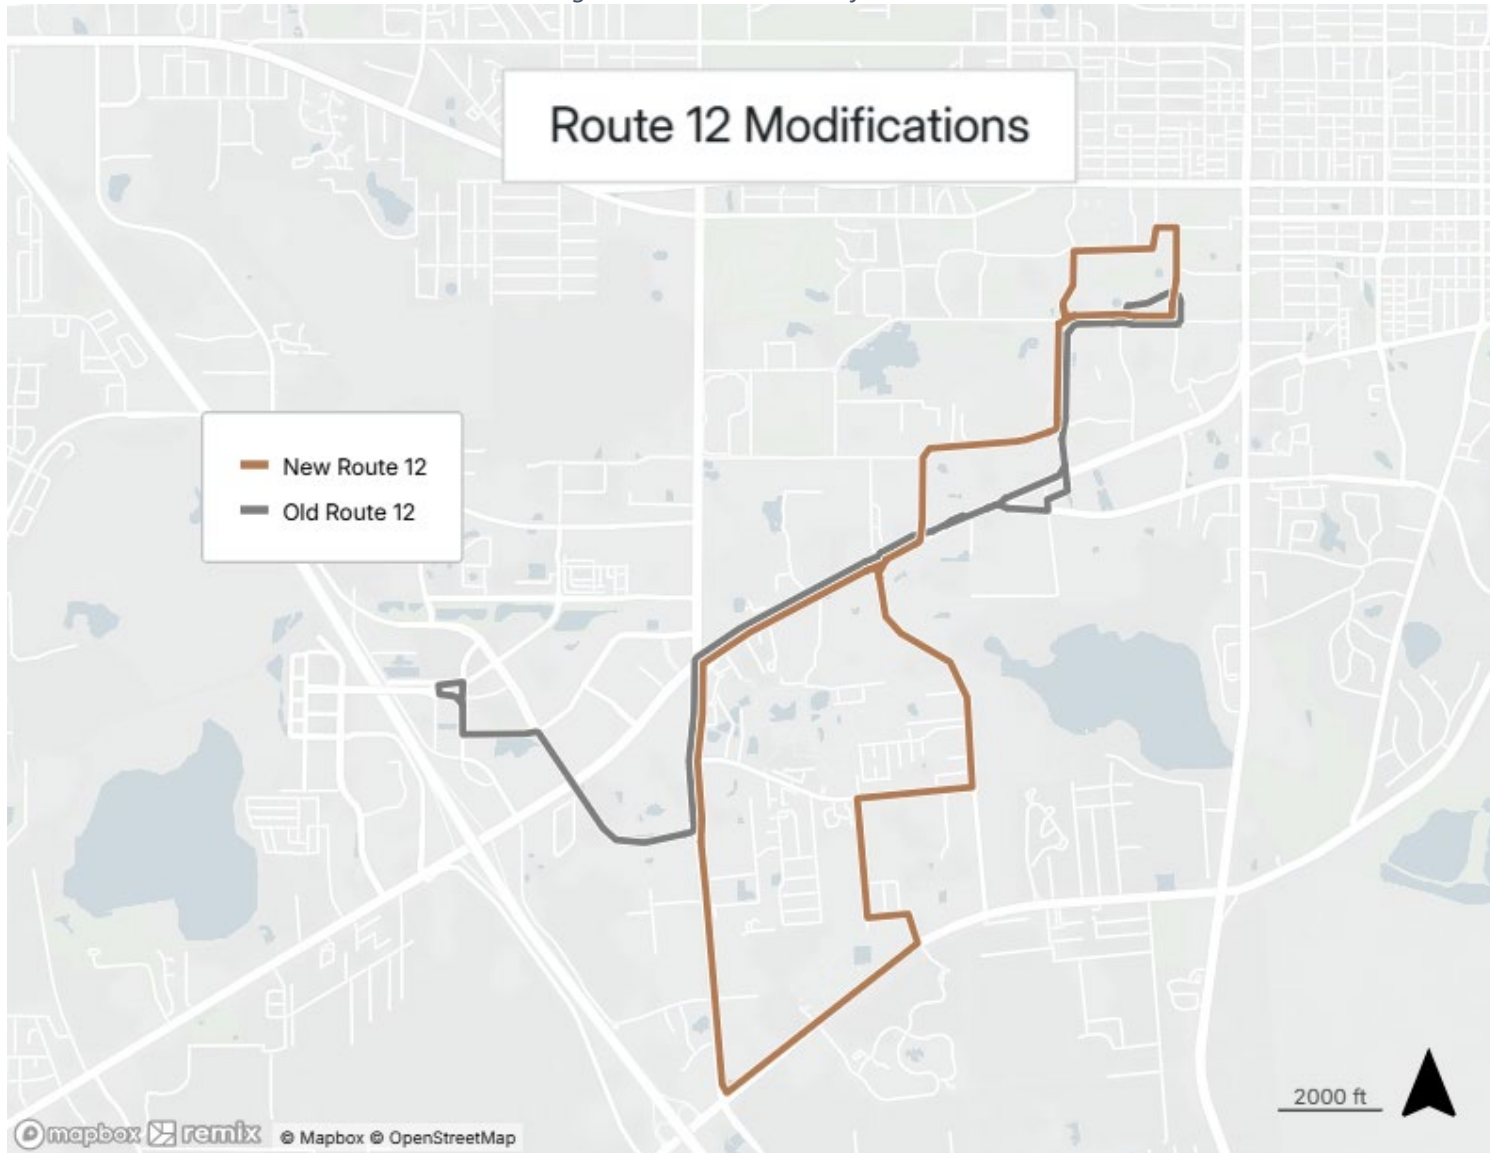 Route 12 Modifications
New Route 12
Old Route 12
2000 ft
mapbox remix © Mapbox © OpenStreetMap